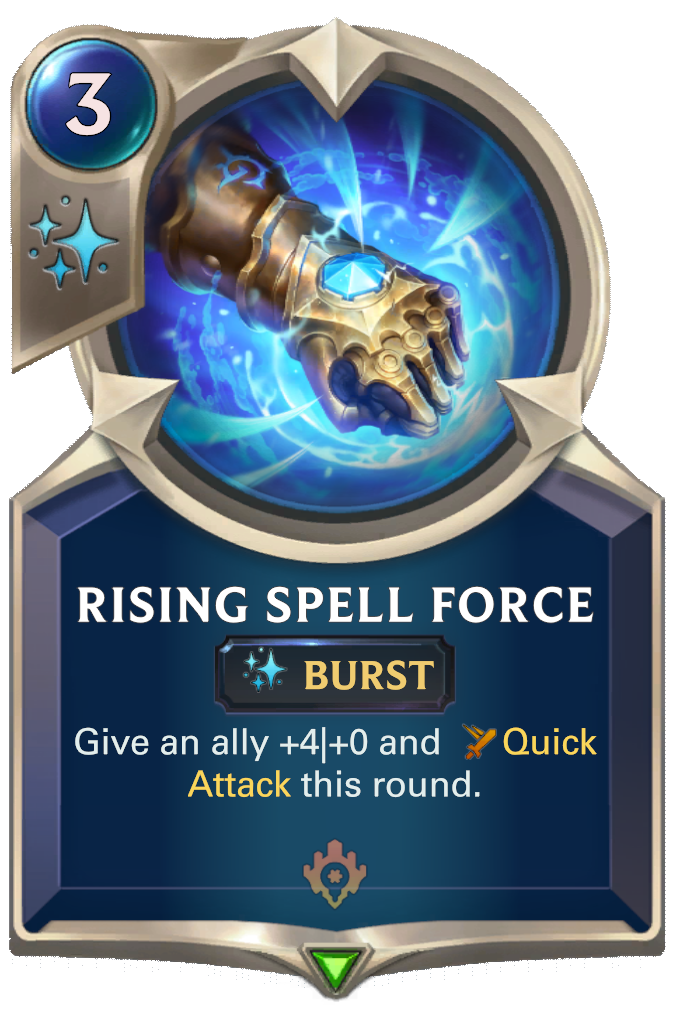 3
RISING SPELL FORCE
BURST
Give an ally +4|+0 and Quick
Attack this round.